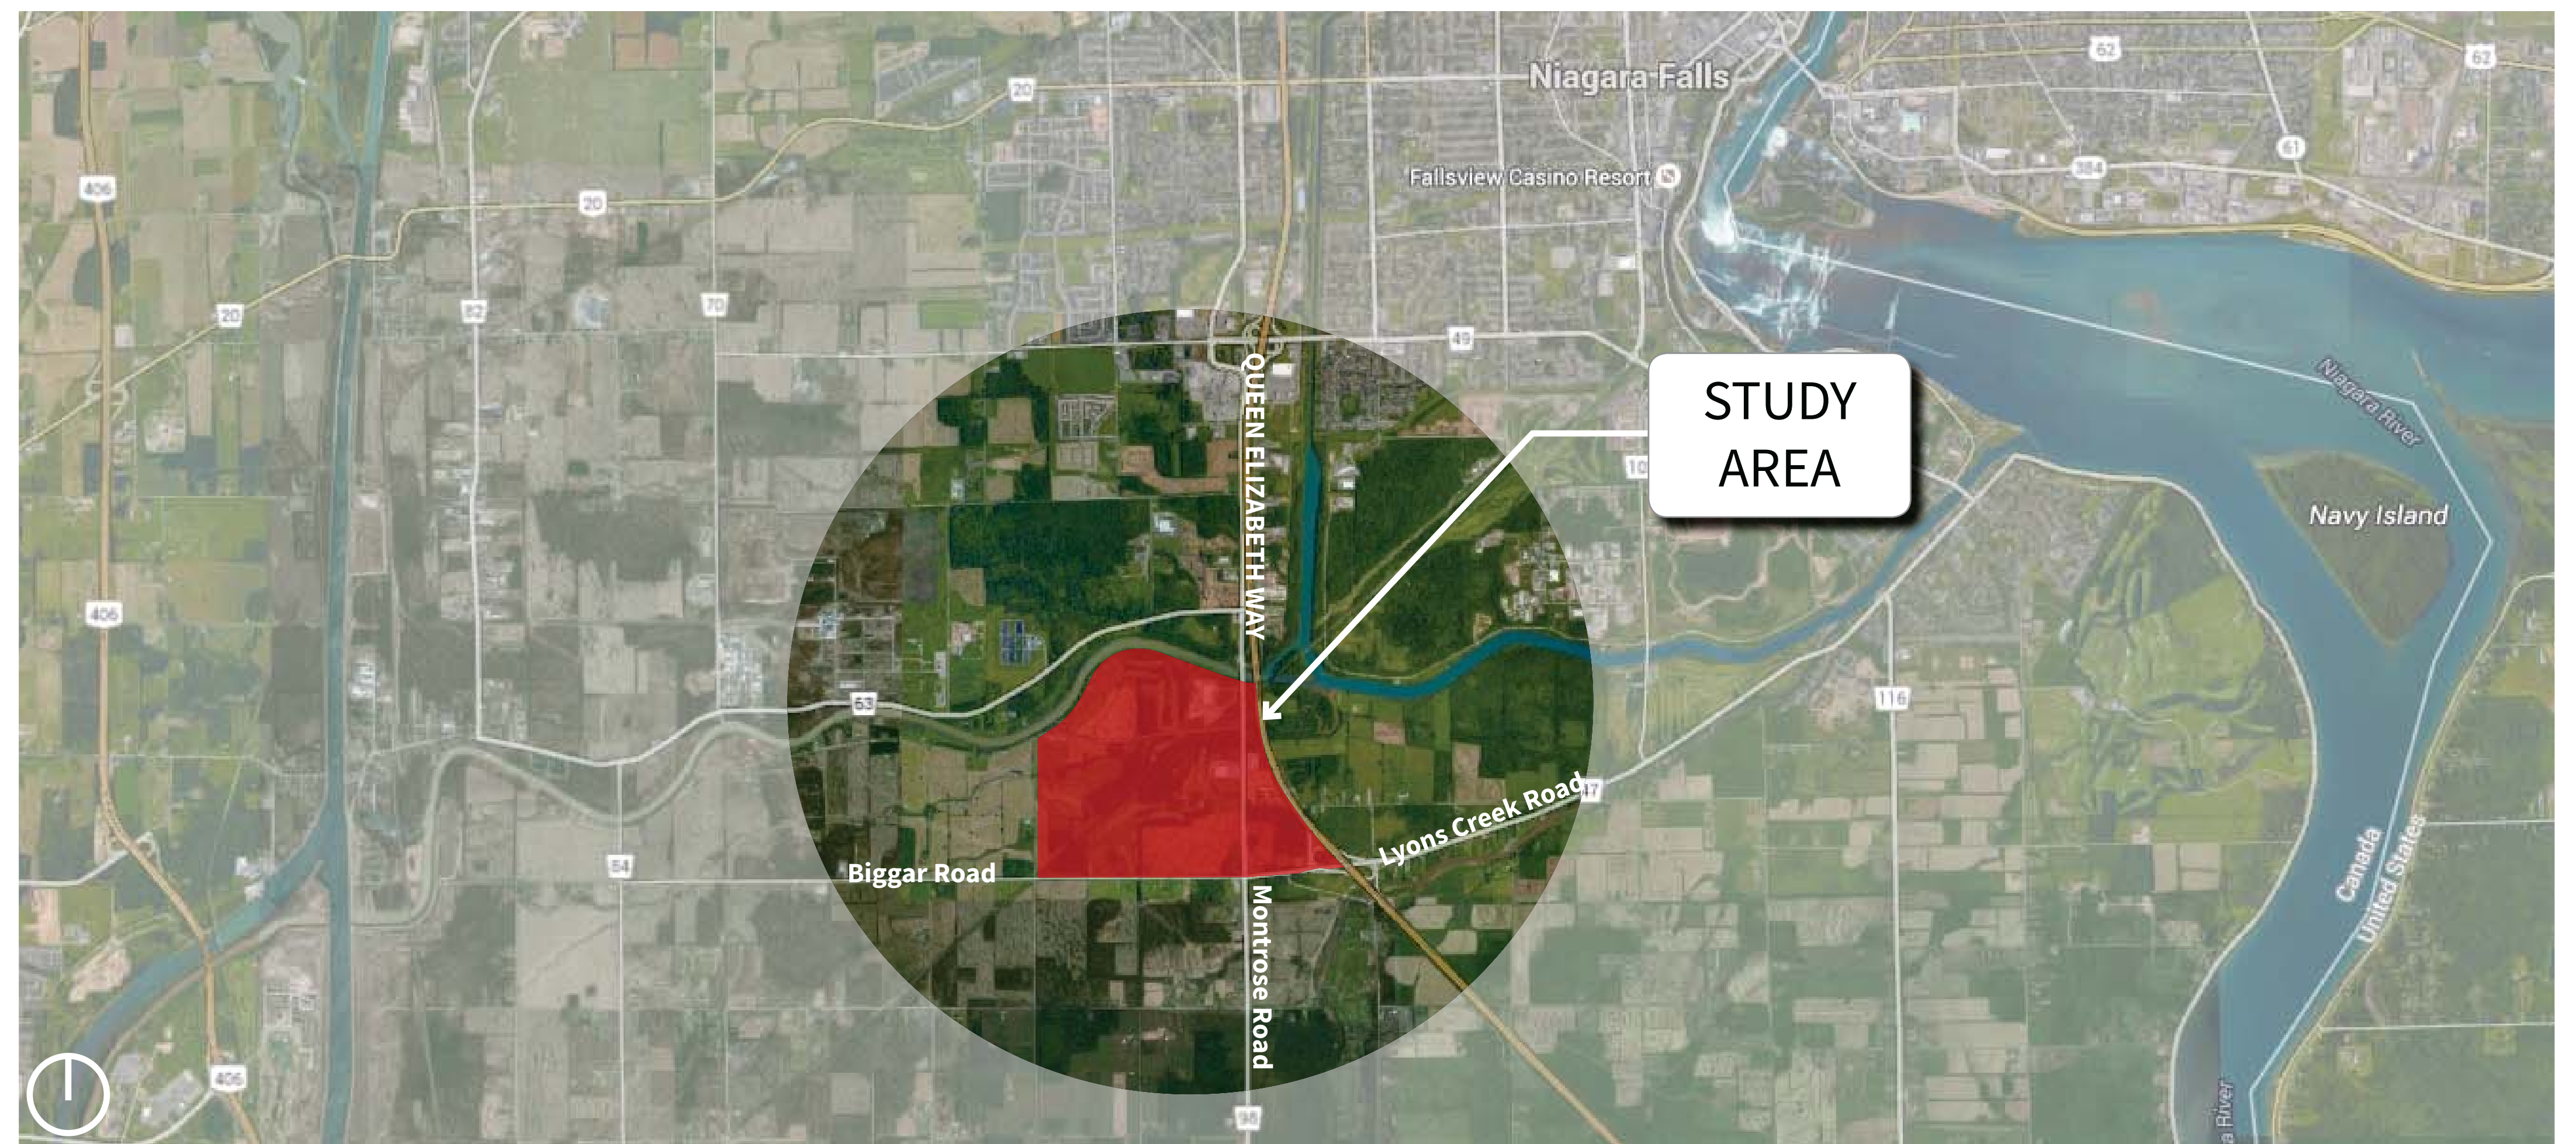 62
62
Niagara Falls
20
61
384
Fallsview Casino Resort
406
20
82
70
20
49
STUDY
AREA
QUEEN ELIZABETH WAY
Niagara River
10
Navy Island
406
116
63
47
Lyons Creek Road
84
Biggar Road
Canada
United States
Montrose Road
406
98
River